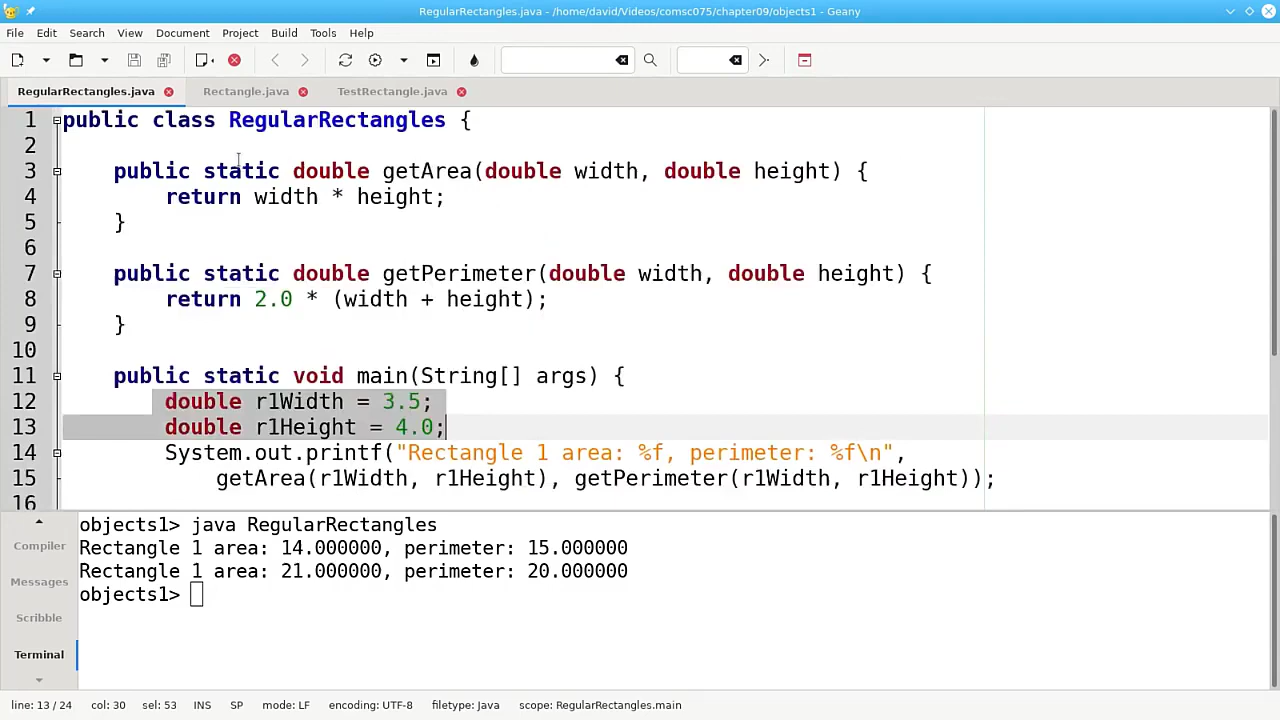 RegularRectangles.java - /home/david/Videos/comsc075/chapter09/objects1 - Geany
File Edit Search View Document Project Build Tools Help
RegularRectangles.java Rectangle.java TestRectangle.java
1 public class RegularRectangles {
2
3 public static double getArea(double width, double height) {
4 return width * height;
5 }
6
7 public static double getPerimeter(double width, double height) {
8 return 2.0 * (width + height);
9 }
10
11 public static void main(String[] args) {
12 double r1Width = 3.5;
13 double r1Height = 4.0;
14 System.out.printf("Rectangle 1 area: %f, perimeter: %f\n",
15 getArea(r1Width, r1Height), getPerimeter(r1Width, r1Height));
16
Compiler
Messages
Scribble
Terminal
objects1> java RegularRectangles
Rectangle 1 area: 14.000000, perimeter: 15.000000
Rectangle 1 area: 21.000000, perimeter: 20.000000
objects1>
line: 13 / 24 col: 30 sel: 53 INS SP mode: LF encoding: UTF-8 filetype: Java scope: RegularRectangles.main